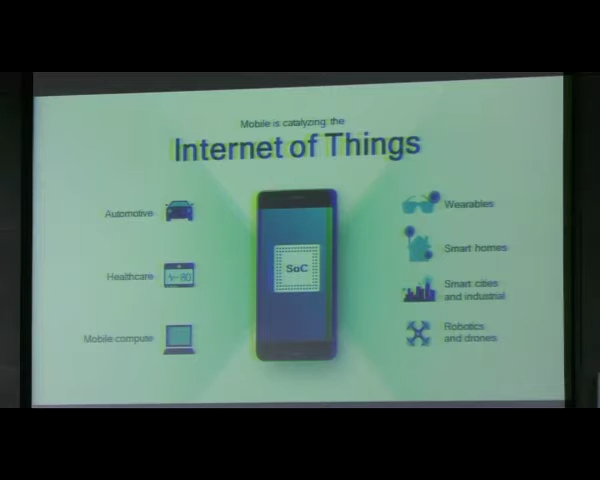 Mobile is catalyzing the
Internet of Things
Automotive
Healthcare
Mobile compute
SoC
Wearables
Smart homes
Smart cities
and industrial
Robotics
and drones